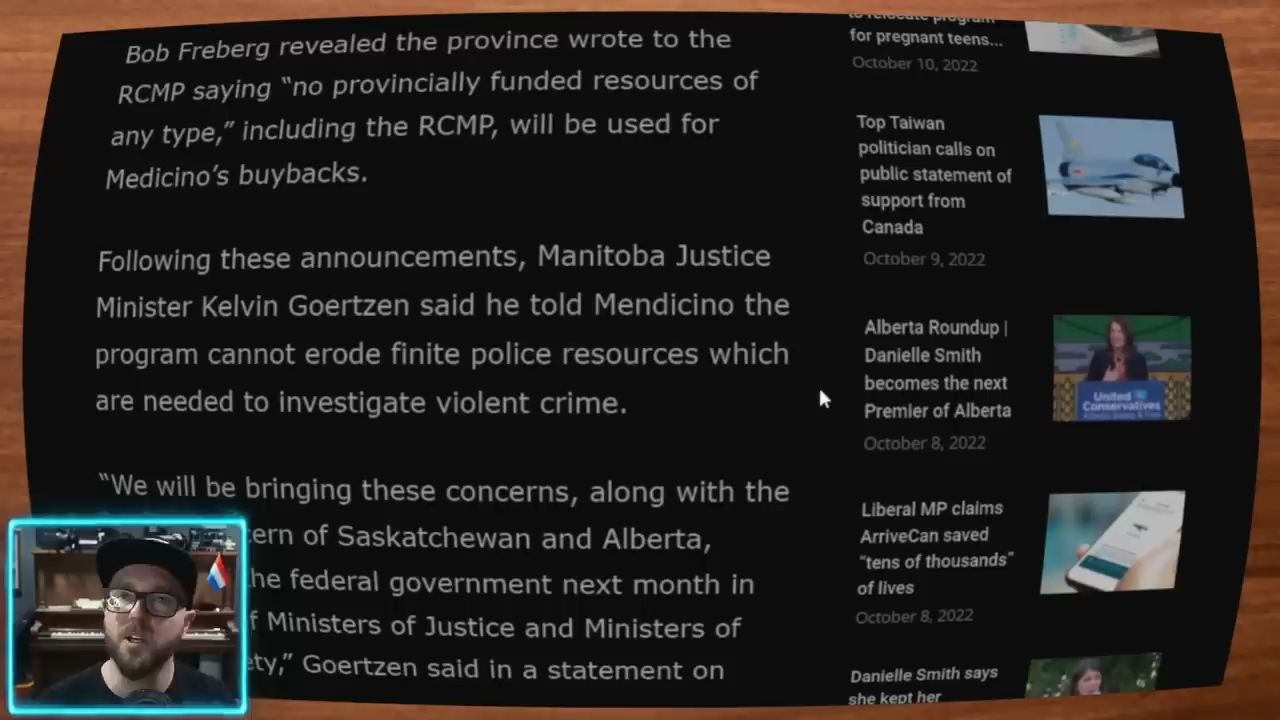 Bob Freberg revealed the province wrote to the
RCMP saying “no provincially funded resources of
any type,” including the RCMP, will be used for
Medicino’s buybacks.
Following these announcements, Manitoba Justice
Minister Kelvin Goertzen said he told Mendicino the
program cannot erode finite police resources which
are needed to investigate violent crime.
“We will be bringing these concerns, along with the
ern of Saskatchewan and Alberta,
he federal government next month in
f Ministers of Justice and Ministers of
ety,” Goertzen said in a statement on
to relocate program
for pregnant teens...
October 10, 2022
Top Taiwan
politician calls on
public statement of
support from
Canada
October 9, 2022
Alberta Roundup |
Danielle Smith
becomes the next
Premier of Alberta
October 8, 2022
United
Conservatives
Liberal MP claims
ArriveCan saved
“tens of thousands”
of lives
October 8, 2022
Danielle Smith says
she kept her